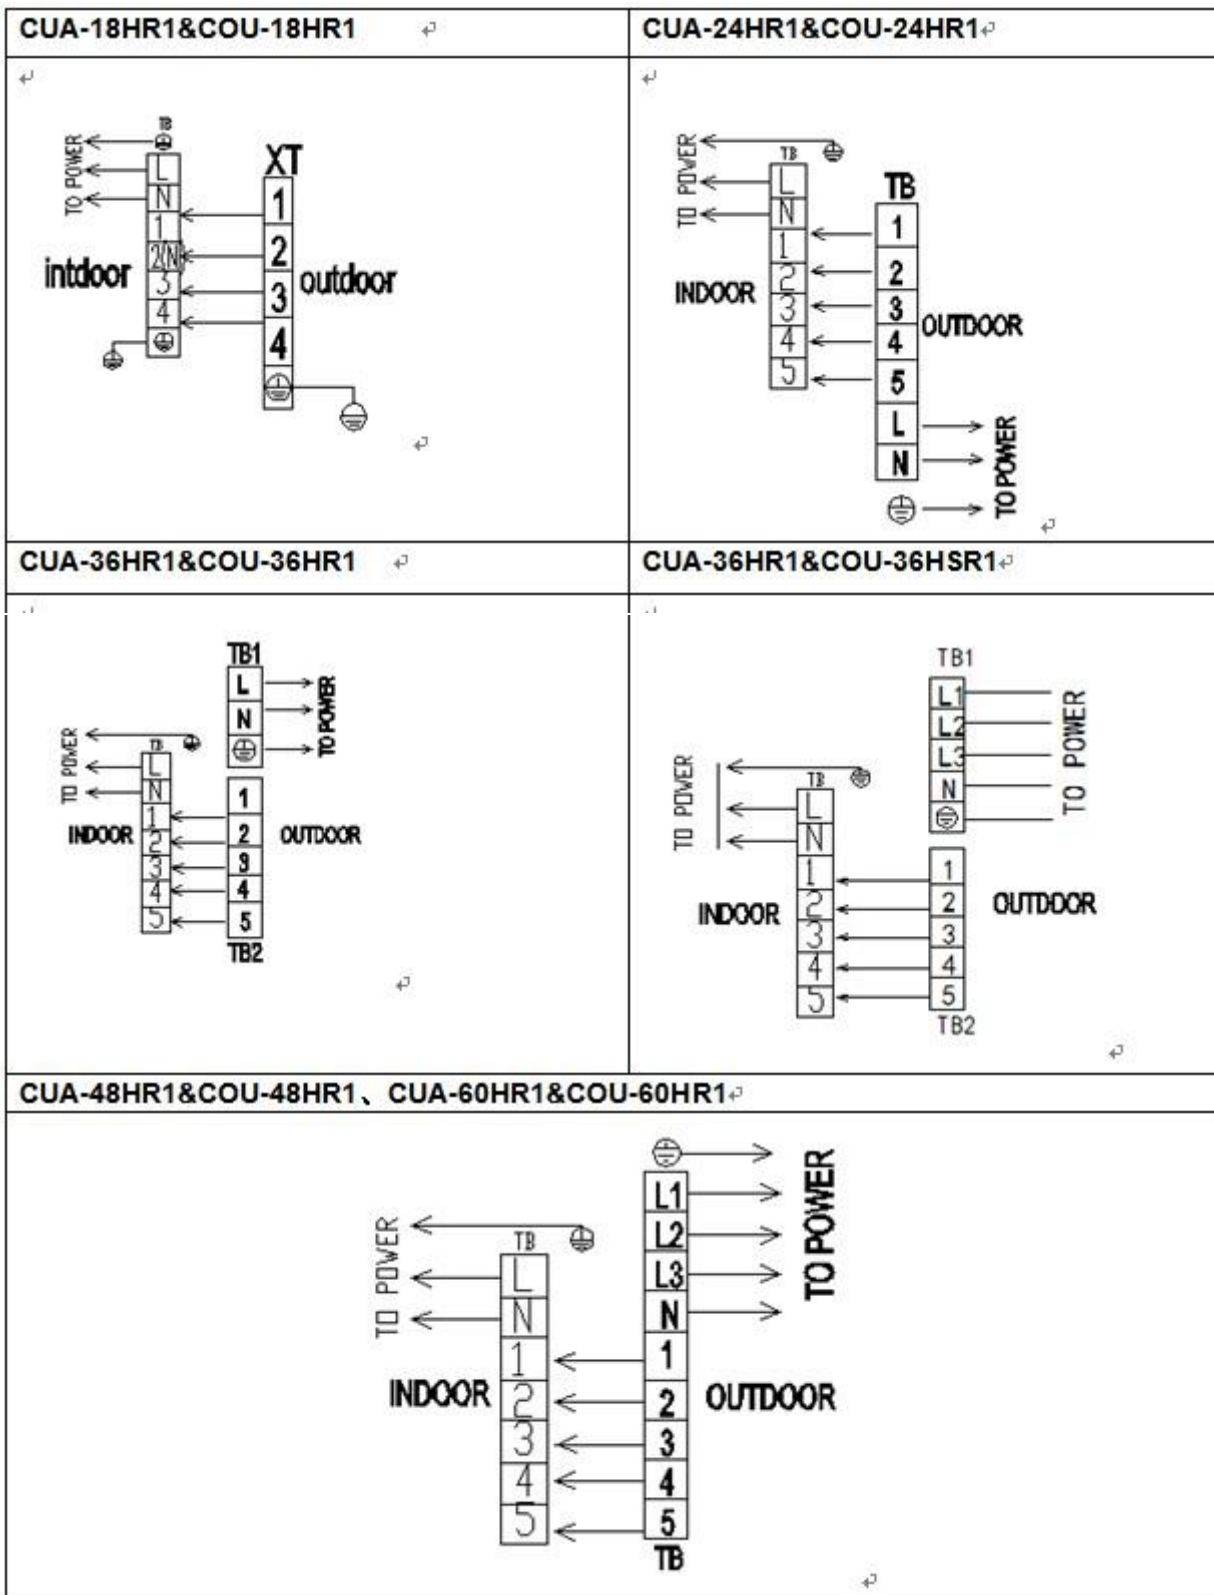 CUA-18HR1&COU-18HR1
CUA-24HR1&COU-24HR1
TO POWER
L
N
1
2(N)
3
4
intdoor
XT
1
2
3
4
outdoor
TO POWER
TB
L
N
1
2
3
4
5
INDOOR
TB
1
2
3
4
5
L
N
OUTDOOR
TO POWER
CUA-36HR1&COU-36HR1
CUA-36HR1&COU-36HSR1
TB1
L
N
TO POWER
TO POWER
TB
L
N
1
2
3
4
5
INDOOR
1
2
3
4
5
TB2
OUTDOOR
TB1
L1
L2
L3
N
TO POWER
TO POWER
TB
L
N
1
2
3
4
5
INDOOR
1
2
3
4
5
TB2
OUTDOOR
CUA-48HR1&COU-48HR1、CUA-60HR1&COU-60HR1
TO POWER
TB
L
N
1
2
3
4
5
INDOOR
L1
L2
L3
N
1
2
3
4
5
TB
OUTDOOR
TO POWER